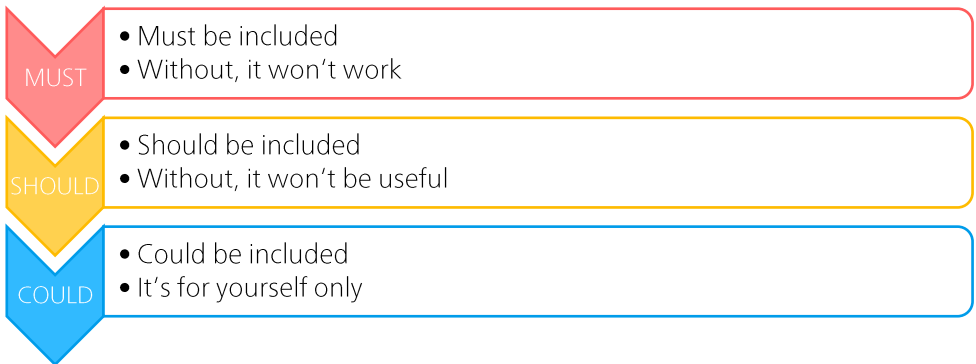 MUST
• Must be included
• Without, it won’t work
SHOULD
• Should be included
• Without, it won’t be useful
COULD
• Could be included
• It’s for yourself only